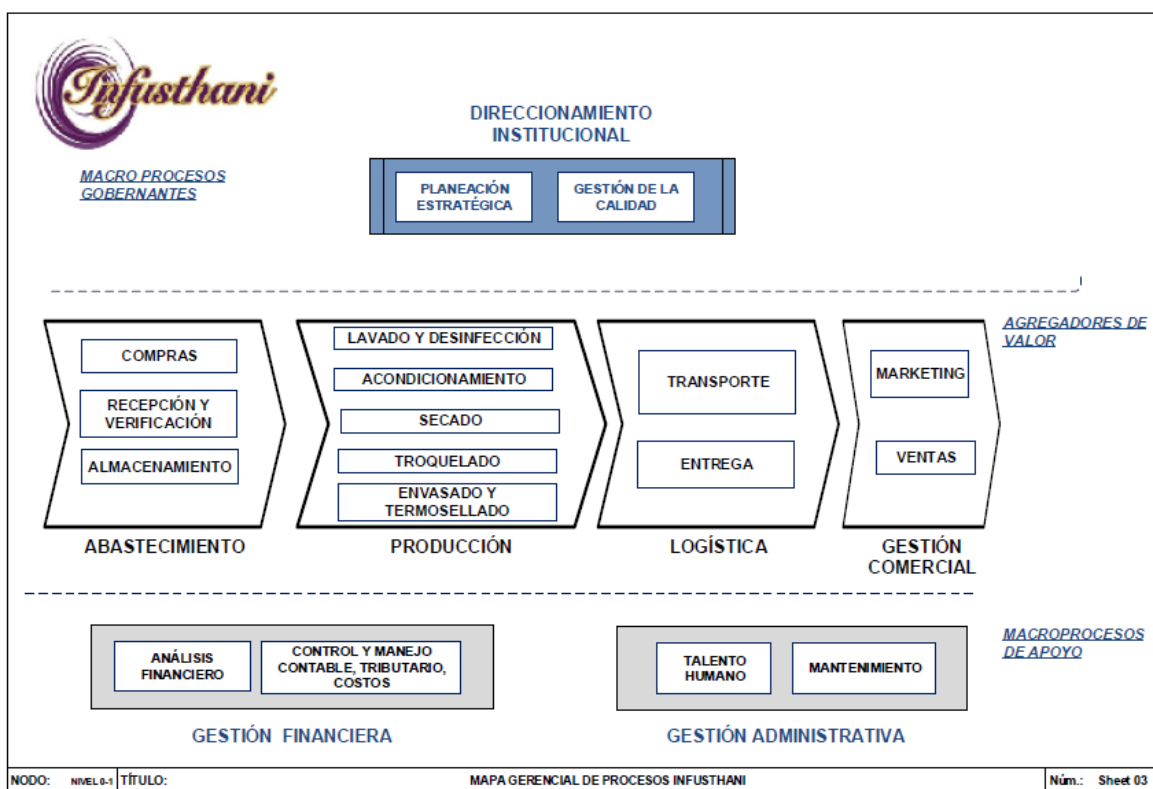 Infusthani
DIRECCIONAMIENTO
INSTITUCIONAL
MACRO PROCESOS
GOBERNANTES
PLANEACIÓN
ESTRATÉGICA
GESTIÓN DE LA
CALIDAD
AGREGADORES DE
VALOR
COMPRAS
RECEPCIÓN Y
VERIFICACIÓN
ALMACENAMIENTO
ABASTECIMIENTO
LAVADO Y DESINFECCIÓN
ACONDICIONAMIENTO
SECADO
TROQUELADO
ENVASADO Y
TERMOSELLADO
PRODUCCIÓN
TRANSPORTE
ENTREGA
LOGÍSTICA
MARKETING
VENTAS
GESTIÓN
COMERCIAL
MACROPROCESOS
DE APOYO
ANÁLISIS
FINANCIERO
CONTROL Y MANEJO
CONTABLE, TRIBUTARIO,
COSTOS
GESTIÓN FINANCIERA
TALENTO
HUMANO
MANTENIMIENTO
GESTIÓN ADMINISTRATIVA
NODO: NIVEL 0-1 TÍTULO: MAPA GERENCIAL DE PROCESOS INFUSTHANI Núm.: Sheet 03